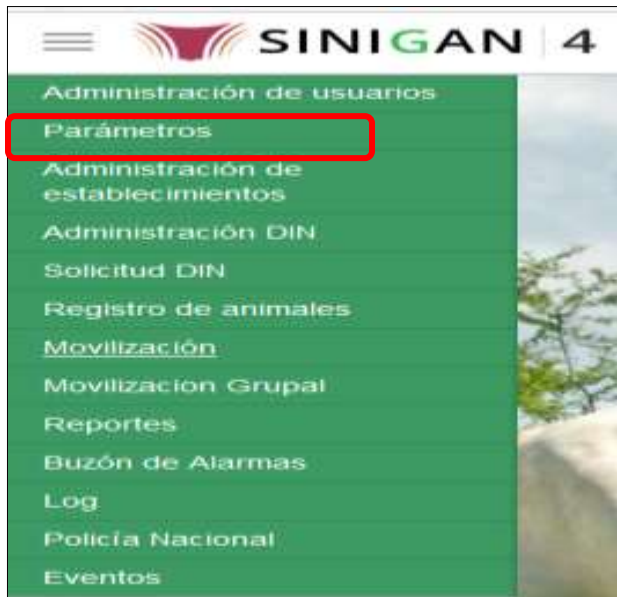 SINIGAN 4
Administración de usuarios
Parámetros
Administración de
establecimientos
Administración DIN
Solicitud DIN
Registro de animales
Movilización
Movilizacion Grupal
Reportes
Buzón de Alarmas
Log
Policía Nacional
Eventos